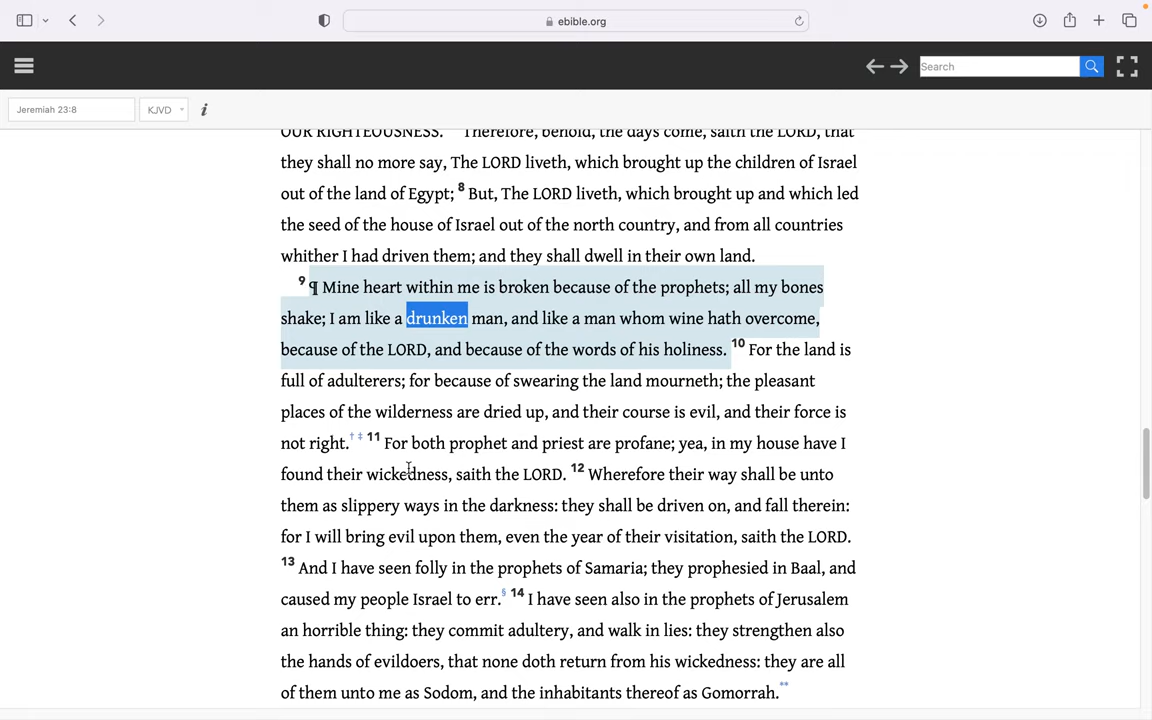 ebible.org
Search
Jeremiah 23:8 KJVD i
OUR RIGHTEOUSNESS. Therefore, behold, the days come, saith the LORD, that
they shall no more say, The LORD liveth, which brought up the children of Israel
out of the land of Egypt; 8 But, The LORD liveth, which brought up and which led
the seed of the house of Israel out of the north country, and from all countries
whither I had driven them; and they shall dwell in their own land.
9 ¶ Mine heart within me is broken because of the prophets; all my bones
shake; I am like a drunken man, and like a man whom wine hath overcome,
because of the LORD, and because of the words of his holiness. 10 For the land is
full of adulterers; for because of swearing the land mourneth; the pleasant
places of the wilderness are dried up, and their course is evil, and their force is
not right.† ‡ 11 For both prophet and priest are profane; yea, in my house have I
found their wickedness, saith the LORD. 12 Wherefore their way shall be unto
them as slippery ways in the darkness: they shall be driven on, and fall therein:
for I will bring evil upon them, even the year of their visitation, saith the LORD.
13 And I have seen folly in the prophets of Samaria; they prophesied in Baal, and
caused my people Israel to err.§ 14 I have seen also in the prophets of Jerusalem
an horrible thing: they commit adultery, and walk in lies: they strengthen also
the hands of evildoers, that none doth return from his wickedness: they are all
of them unto me as Sodom, and the inhabitants thereof as Gomorrah.**